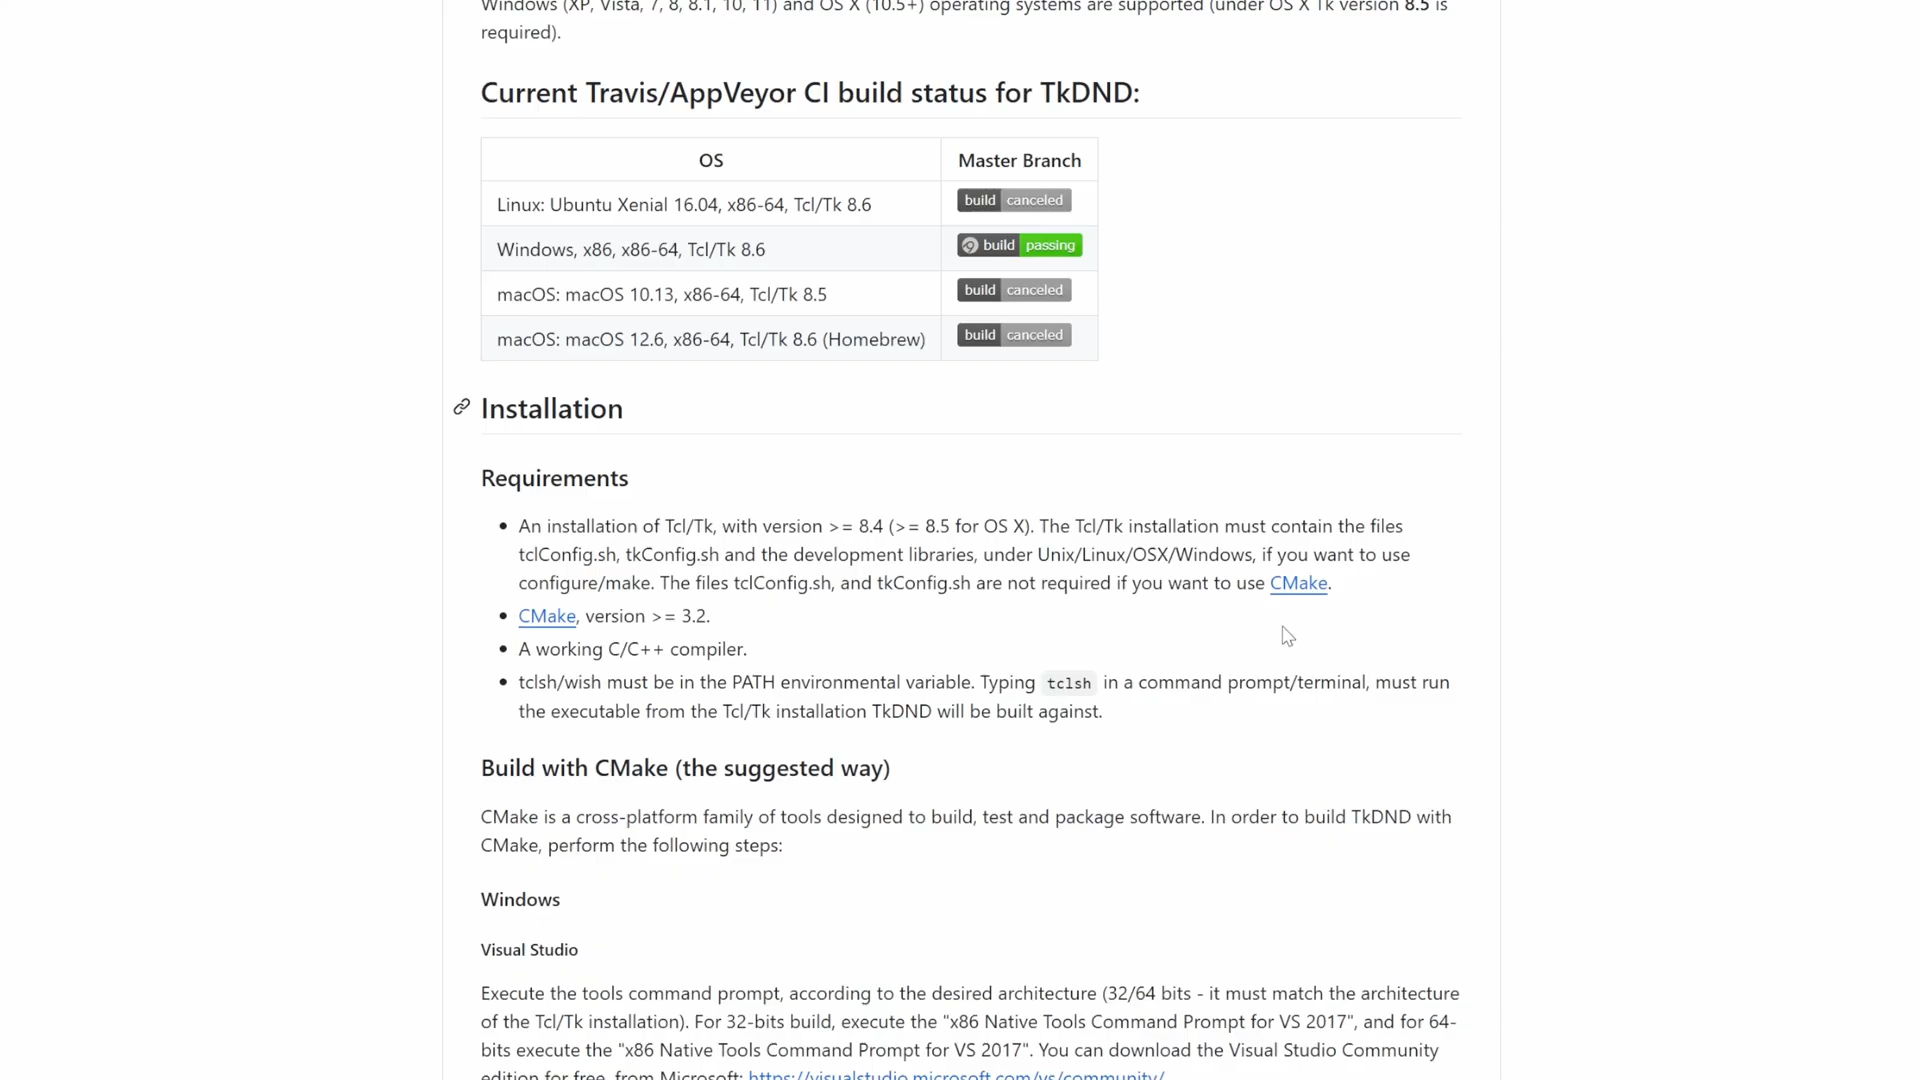 Windows (XP, Vista, 7, 8, 8.1, 10, 11) and OS X (10.5+) operating systems are supported (under OS X Tk version 8.5 is
required).
Current Travis/AppVeyor CI build status for TkDND:
OS Master Branch
Linux: Ubuntu Xenial 16.04, x86-64, Tcl/Tk 8.6 build canceled
Windows, x86, x86-64, Tcl/Tk 8.6 build passing
macOS: macOS 10.13, x86-64, Tcl/Tk 8.5 build canceled
macOS: macOS 12.6, x86-64, Tcl/Tk 8.6 (Homebrew) build canceled
Installation
Requirements
• An installation of Tcl/Tk, with version >= 8.4 (>= 8.5 for OS X). The Tcl/Tk installation must contain the files
tclConfig.sh, tkConfig.sh and the development libraries, under Unix/Linux/OSX/Windows, if you want to use
configure/make. The files tclConfig.sh, and tkConfig.sh are not required if you want to use CMake.
• CMake, version >= 3.2.
• A working C/C++ compiler.
• tclsh/wish must be in the PATH environmental variable. Typing tclsh in a command prompt/terminal, must run
the executable from the Tcl/Tk installation TkDND will be built against.
Build with CMake (the suggested way)
CMake is a cross-platform family of tools designed to build, test and package software. In order to build TkDND with
CMake, perform the following steps:
Windows
Visual Studio
Execute the tools command prompt, according to the desired architecture (32/64 bits - it must match the architecture
of the Tcl/Tk installation). For 32-bits build, execute the "x86 Native Tools Command Prompt for VS 2017", and for 64-
bits execute the "x86 Native Tools Command Prompt for VS 2017". You can download the Visual Studio Community
edition for free, from Microsoft: https://visualstudio.microsoft.com/vs/community/